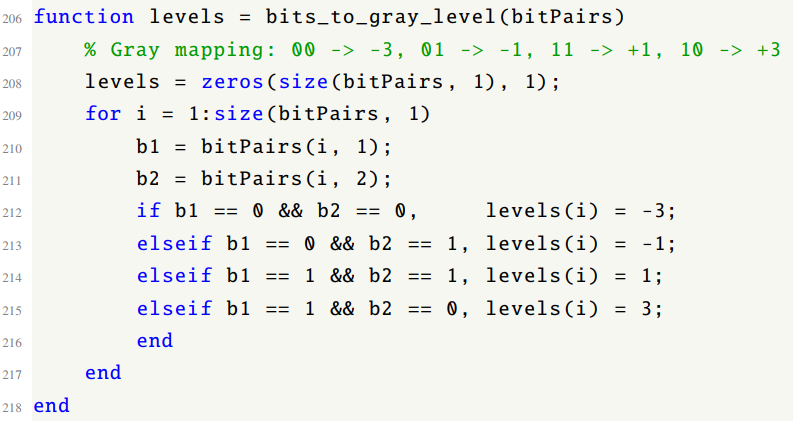 206 function levels = bits_to_gray_level(bitPairs)
207     % Gray mapping: 00 -> -3, 01 -> -1, 11 -> +1, 10 -> +3
208     levels = zeros(size(bitPairs, 1), 1);
209     for i = 1:size(bitPairs, 1)
210         b1 = bitPairs(i, 1);
211         b2 = bitPairs(i, 2);
212         if b1 == 0 && b2 == 0,     levels(i) = -3;
213         elseif b1 == 0 && b2 == 1, levels(i) = -1;
214         elseif b1 == 1 && b2 == 1, levels(i) = 1;
215         elseif b1 == 1 && b2 == 0, levels(i) = 3;
216         end
217     end
218 end